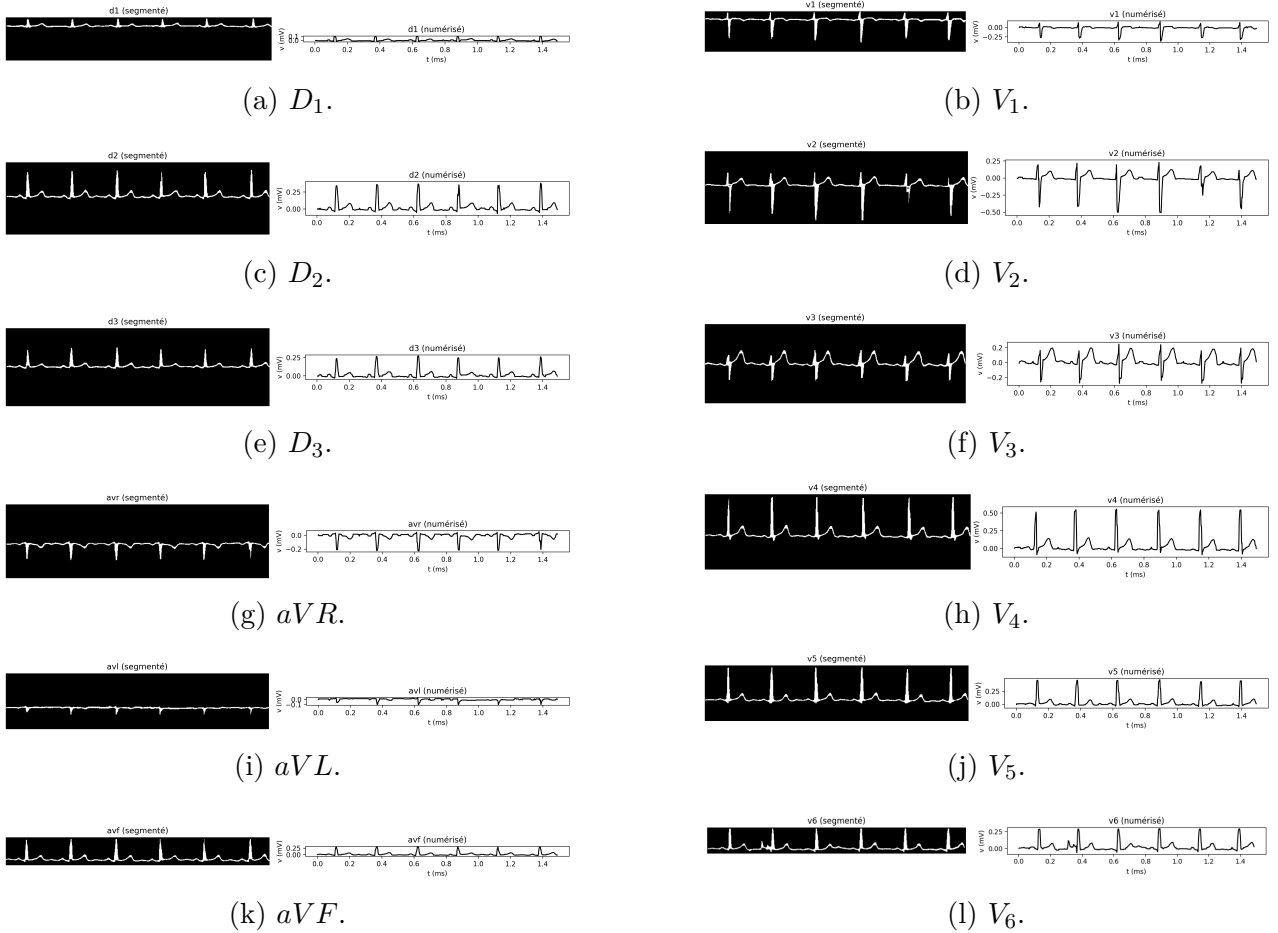 d1 (segmenté)
d1 (numérisé)
v (mV)
0.1
0.0
0.0 0.2 0.4 0.6 0.8 1.0 1.2 1.4
t (ms)
(a) D₁.
v1 (segmenté)
v1 (numérisé)
v (mV)
0.00
−0.25
0.0 0.2 0.4 0.6 0.8 1.0 1.2 1.4
t (ms)
(b) V₁.
d2 (segmenté)
d2 (numérisé)
v (mV)
0.25
0.00
0.0 0.2 0.4 0.6 0.8 1.0 1.2 1.4
t (ms)
(c) D₂.
v2 (segmenté)
v2 (numérisé)
v (mV)
0.25
0.00
−0.25
−0.50
0.0 0.2 0.4 0.6 0.8 1.0 1.2 1.4
t (ms)
(d) V₂.
d3 (segmenté)
d3 (numérisé)
v (mV)
0.25
0.00
0.0 0.2 0.4 0.6 0.8 1.0 1.2 1.4
t (ms)
(e) D₃.
v3 (segmenté)
v3 (numérisé)
v (mV)
0.2
0.0
−0.2
0.0 0.2 0.4 0.6 0.8 1.0 1.2 1.4
t (ms)
(f) V₃.
avr (segmenté)
avr (numérisé)
v (mV)
0.0
−0.2
0.0 0.2 0.4 0.6 0.8 1.0 1.2 1.4
t (ms)
(g) aVR.
v4 (segmenté)
v4 (numérisé)
v (mV)
0.50
0.25
0.00
0.0 0.2 0.4 0.6 0.8 1.0 1.2 1.4
t (ms)
(h) V₄.
avl (segmenté)
avl (numérisé)
v (mV)
0.0
−0.1
0.0 0.2 0.4 0.6 0.8 1.0 1.2 1.4
t (ms)
(i) aVL.
v5 (segmenté)
v5 (numérisé)
v (mV)
0.25
0.00
0.0 0.2 0.4 0.6 0.8 1.0 1.2 1.4
t (ms)
(j) V₅.
avf (segmenté)
avf (numérisé)
v (mV)
0.25
0.00
0.0 0.2 0.4 0.6 0.8 1.0 1.2 1.4
t (ms)
(k) aVF.
v6 (segmenté)
v6 (numérisé)
v (mV)
0.25
0.00
0.0 0.2 0.4 0.6 0.8 1.0 1.2 1.4
t (ms)
(l) V₆.